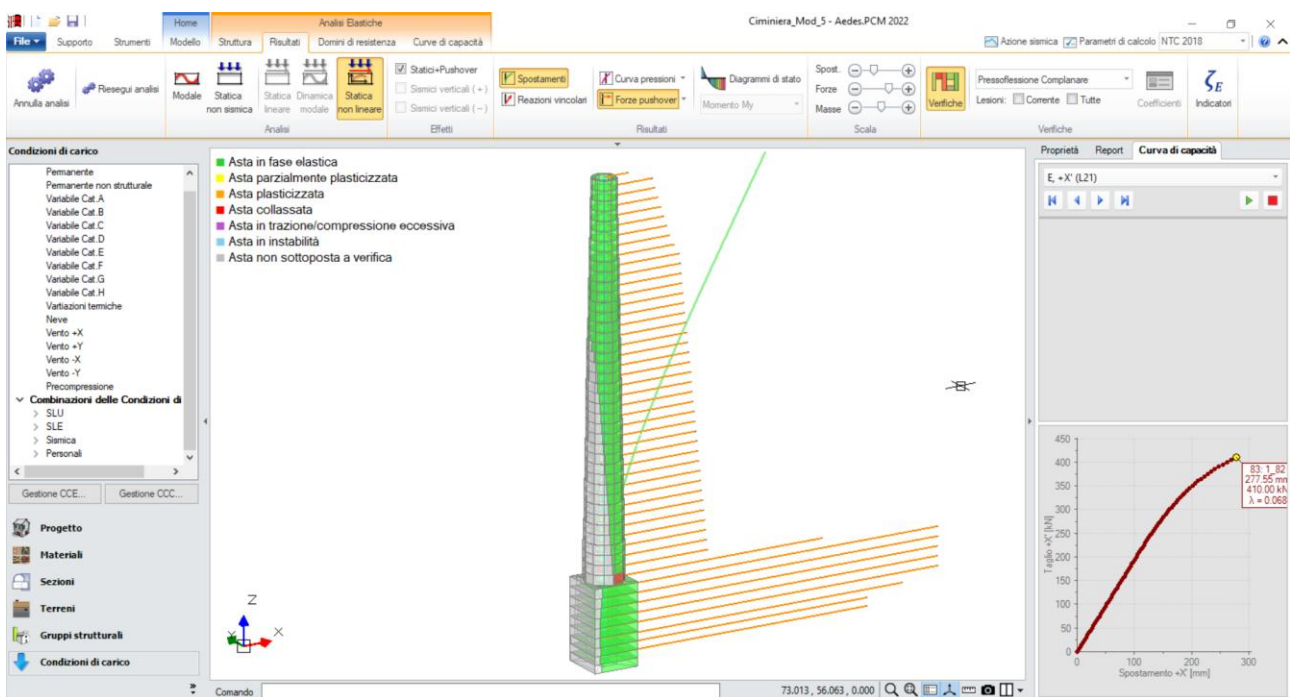 Ciminiera_Mod_5 - Aedes.PCM 2022
Home
Analisi Elastiche
File
Supporto
Strumenti
Modello
Struttura
Risultati
Domini di resistenza
Curve di capacità
Azione sismica
Parametri di calcolo
NTC 2018
Annulla analisi
Riesegui analisi
Modale
Statica non sismica
Statica lineare
Dinamica modale
Statica non lineare
Analisi
Statici+Pushover
Sismici verticali (+)
Sismici verticali (−)
Effetti
Spostamenti
Reazioni vincolari
Curva pressioni
Forze pushover
Diagrammi di stato
Momento My
Risultati
Spost.
Forze
Masse
Scala
Verifiche
Pressoflessione Complanare
Lesioni:
Corrente
Tutte
Coefficienti
Verifiche
ζE
Indicatori
Condizioni di carico
Permanente
Permanente non strutturale
Variabile Cat.A
Variabile Cat.B
Variabile Cat.C
Variabile Cat.D
Variabile Cat.E
Variabile Cat.F
Variabile Cat.G
Variabile Cat.H
Vartiazioni termiche
Neve
Vento +X
Vento +Y
Vento -X
Vento -Y
Precompressione
Combinazioni delle Condizioni di
SLU
SLE
Sismica
Personali
Gestione CCE...
Gestione CCC...
Progetto
Materiali
Sezioni
Terreni
Gruppi strutturali
Condizioni di carico
Asta in fase elastica
Asta parzialmente plasticizzata
Asta plasticizzata
Asta collassata
Asta in trazione/compressione eccessiva
Asta in instabilità
Asta non sottoposta a verifica
Z
X
Y
Comando
73.013 , 56.063 , 0.000
Proprietà
Report
Curva di capacità
E, +X' (L21)
450
400
350
300
250
200
150
100
50
0
Taglio +X' [kN]
0
100
200
300
Spostamento +X' [mm]
83: 1_82
277.55 mm
410.00 kN
λ = 0.068